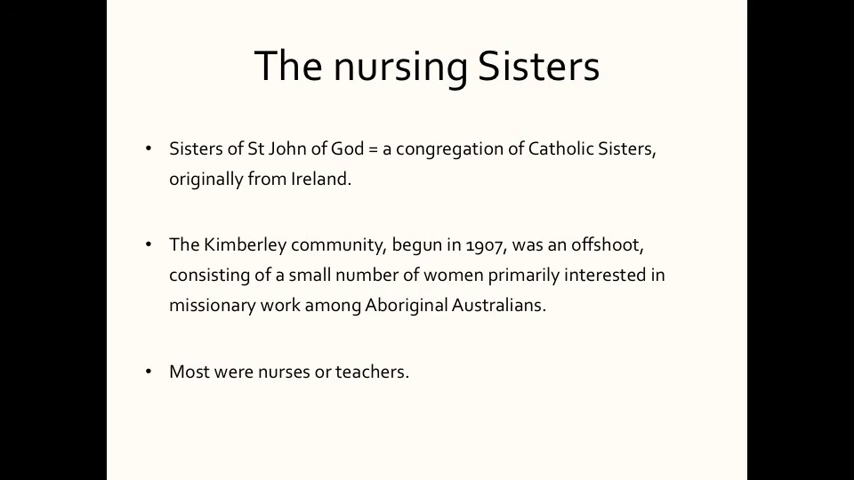 The nursing Sisters
• Sisters of St John of God = a congregation of Catholic Sisters,
originally from Ireland.
• The Kimberley community, begun in 1907, was an offshoot,
consisting of a small number of women primarily interested in
missionary work among Aboriginal Australians.
• Most were nurses or teachers.